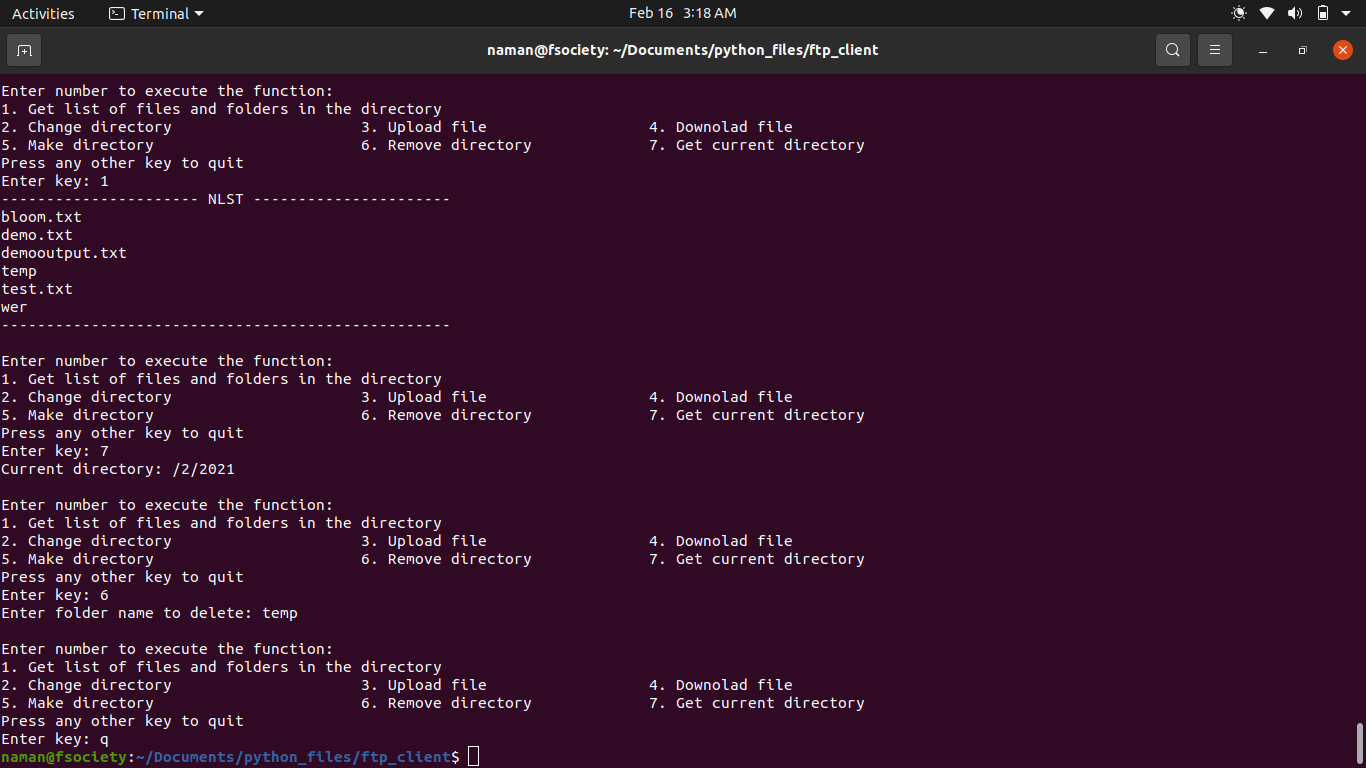 Activities Terminal Feb 16 3:18 AM
naman@fsociety: ~/Documents/python_files/ftp_client
Enter number to execute the function:
1. Get list of files and folders in the directory
2. Change directory 3. Upload file 4. Downolad file
5. Make directory 6. Remove directory 7. Get current directory
Press any other key to quit
Enter key: 1
---------------------- NLST ----------------------
bloom.txt
demo.txt
demooutput.txt
temp
test.txt
wer
--------------------------------------------------
Enter number to execute the function:
1. Get list of files and folders in the directory
2. Change directory 3. Upload file 4. Downolad file
5. Make directory 6. Remove directory 7. Get current directory
Press any other key to quit
Enter key: 7
Current directory: /2/2021
Enter number to execute the function:
1. Get list of files and folders in the directory
2. Change directory 3. Upload file 4. Downolad file
5. Make directory 6. Remove directory 7. Get current directory
Press any other key to quit
Enter key: 6
Enter folder name to delete: temp
Enter number to execute the function:
1. Get list of files and folders in the directory
2. Change directory 3. Upload file 4. Downolad file
5. Make directory 6. Remove directory 7. Get current directory
Press any other key to quit
Enter key: q
naman@fsociety:~/Documents/python_files/ftp_client$